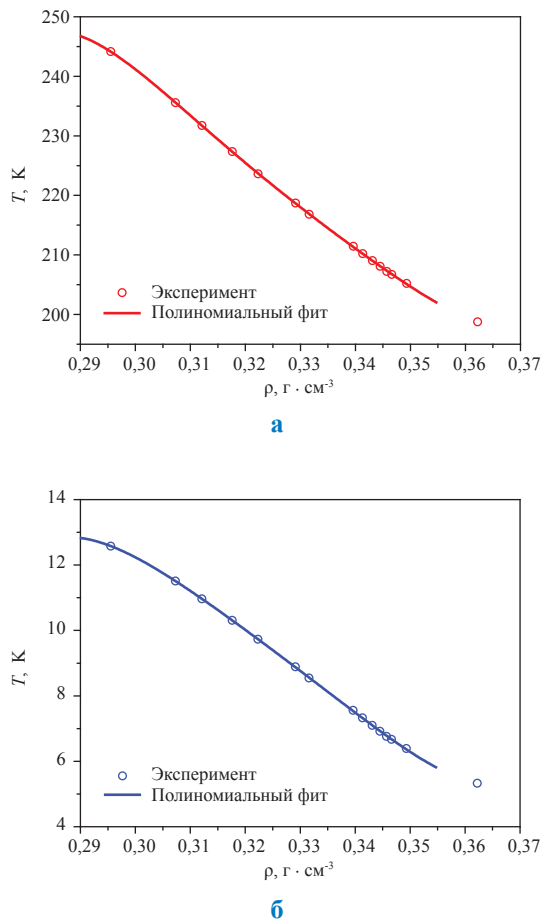 250
240
230
220
210
200
T, К
Эксперимент
Полиномиальный фит
0,29 0,30 0,31 0,32 0,33 0,34 0,35 0,36 0,37
ρ, г · см-3
а
14
12
10
8
6
4
T, К
Эксперимент
Полиномиальный фит
0,29 0,30 0,31 0,32 0,33 0,34 0,35 0,36 0,37
ρ, г · см-3
б